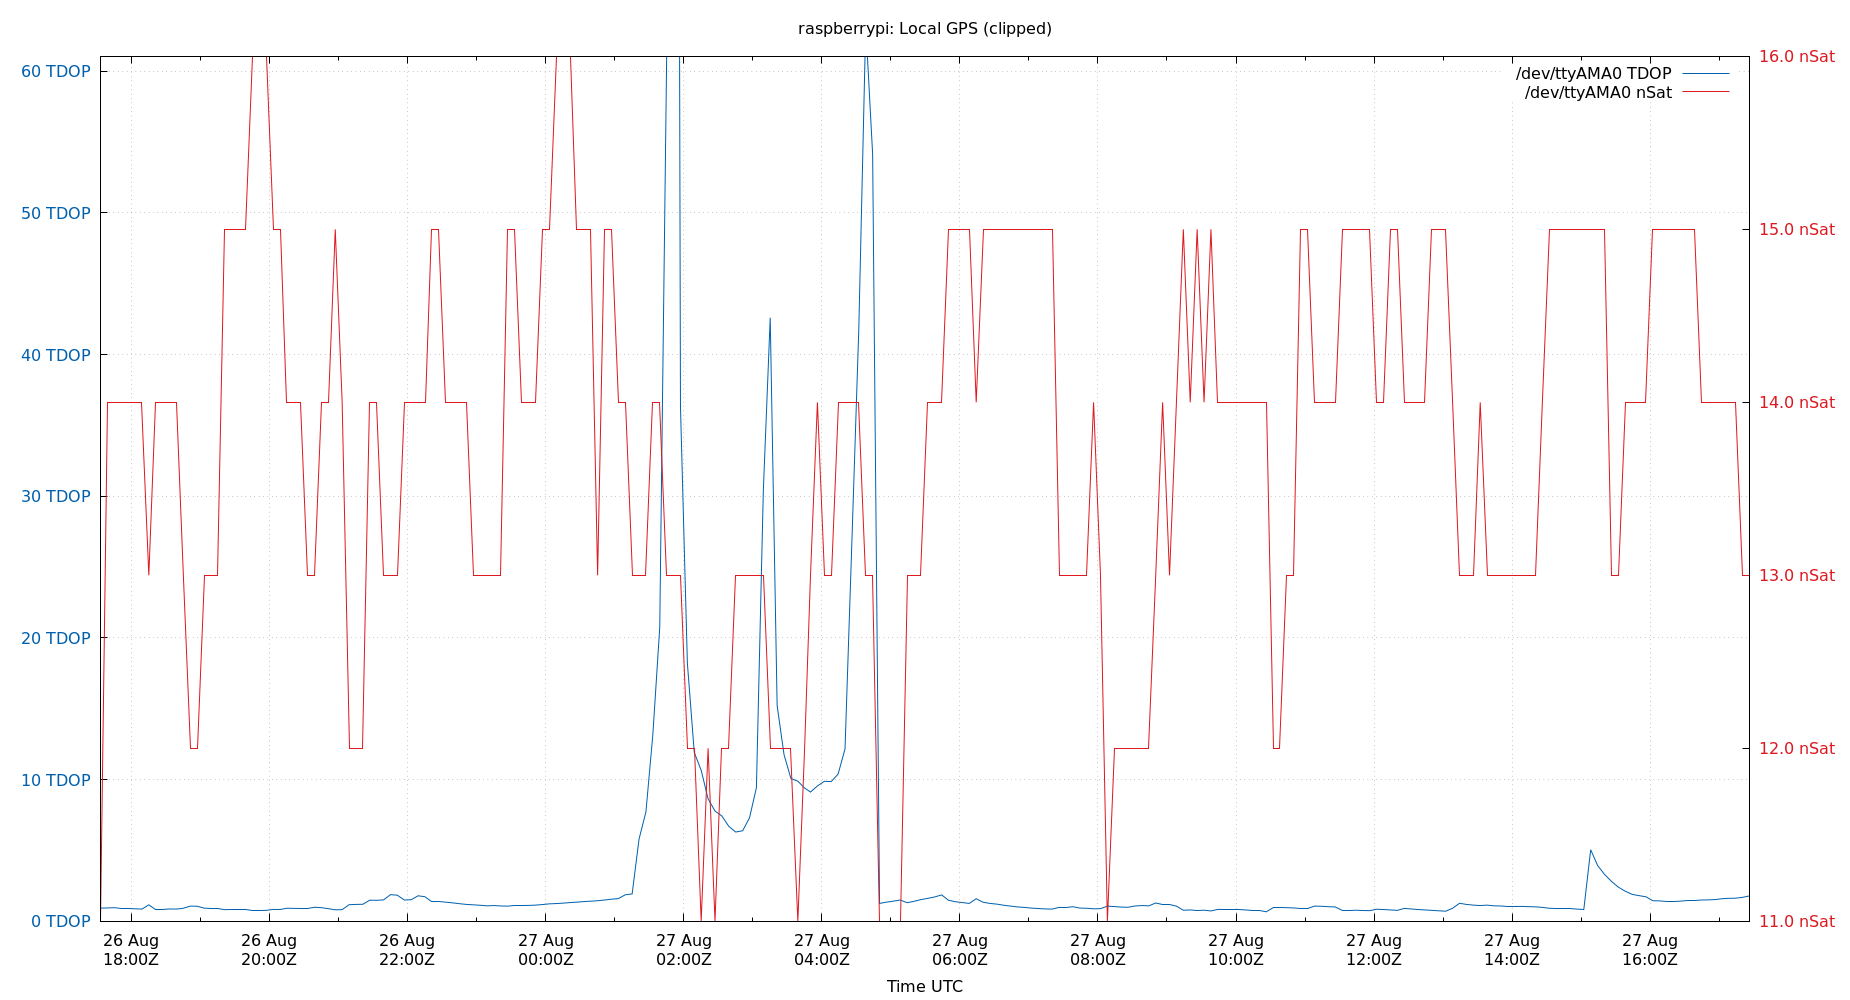 raspberrypi: Local GPS (clipped)
60 TDOP
50 TDOP
40 TDOP
30 TDOP
20 TDOP
10 TDOP
0 TDOP
16.0 nSat
15.0 nSat
14.0 nSat
13.0 nSat
12.0 nSat
11.0 nSat
/dev/ttyAMA0 TDOP
/dev/ttyAMA0 nSat
26 Aug 26 Aug 26 Aug 27 Aug 27 Aug 27 Aug 27 Aug 27 Aug 27 Aug 27 Aug 27 Aug 27 Aug
18:00Z 20:00Z 22:00Z 00:00Z 02:00Z 04:00Z 06:00Z 08:00Z 10:00Z 12:00Z 14:00Z 16:00Z
Time UTC